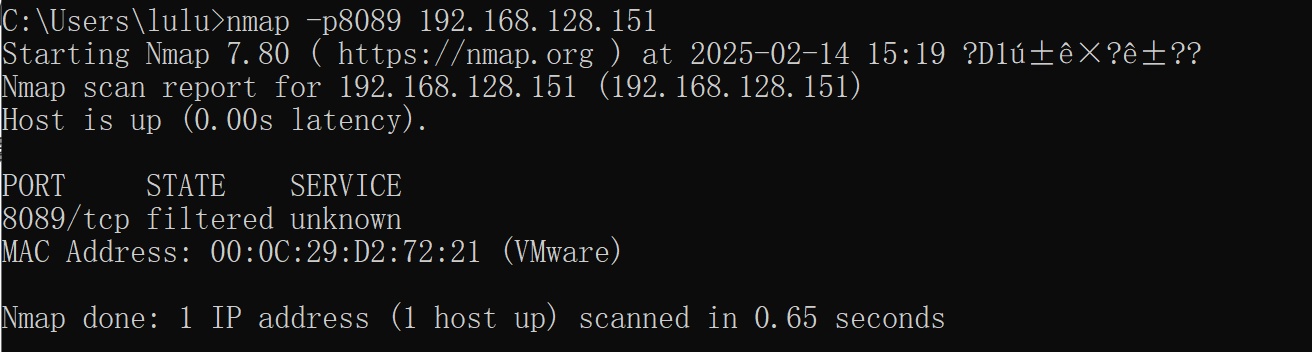 C:\Users\lulu>nmap -p8089 192.168.128.151
Starting Nmap 7.80 ( https://nmap.org ) at 2025-02-14 15:19 ?D1ú±ê×?ê±??
Nmap scan report for 192.168.128.151 (192.168.128.151)
Host is up (0.00s latency).
PORT     STATE    SERVICE
8089/tcp filtered unknown
MAC Address: 00:0C:29:D2:72:21 (VMware)
Nmap done: 1 IP address (1 host up) scanned in 0.65 seconds